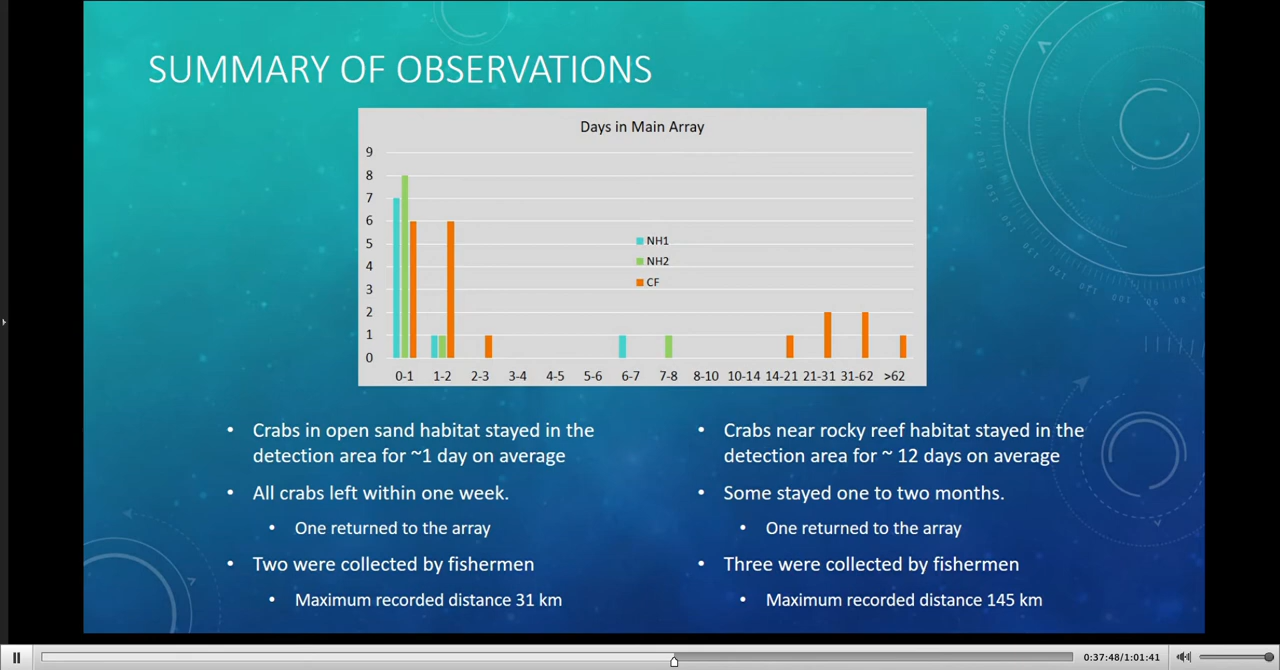 SUMMARY OF OBSERVATIONS
Days in Main Array
9
8
7
6
5
4
3
2
1
0
NH1
NH2
CF
0-1 1-2 2-3 3-4 4-5 5-6 6-7 7-8 8-10 10-14 14-21 21-31 31-62 >62
• Crabs in open sand habitat stayed in the
detection area for ~1 day on average
• All crabs left within one week.
• One returned to the array
• Two were collected by fishermen
• Maximum recorded distance 31 km
• Crabs near rocky reef habitat stayed in the
detection area for ~ 12 days on average
• Some stayed one to two months.
• One returned to the array
• Three were collected by fishermen
• Maximum recorded distance 145 km
0:37:48/1:01:41